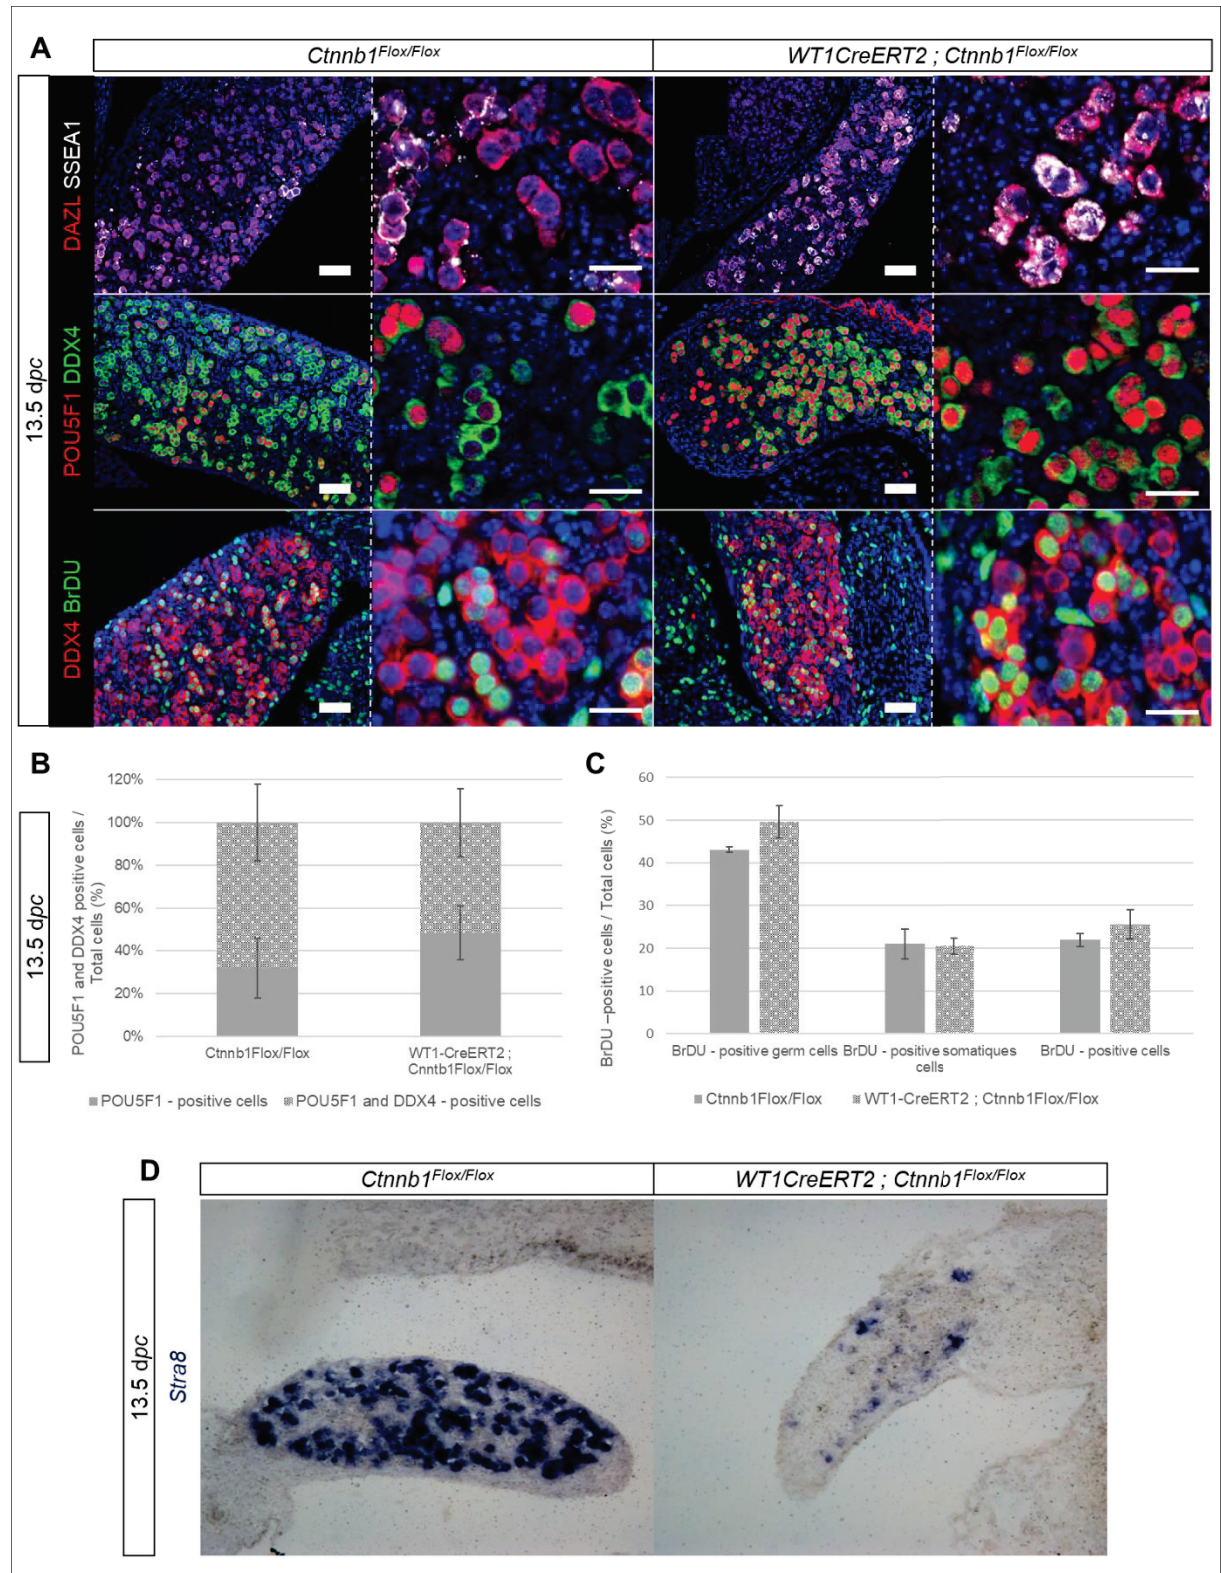 A
Ctnnb1Flox/Flox
WT1CreERT2 ; Ctnnb1Flox/Flox
13.5 dpc
DAZL SSEA1
POU5F1 DDX4
DDX4 BrDU
B
13.5 dpc
POU5F1 and DDX4 positive cells /
Total cells (%)
120%
100%
80%
60%
40%
20%
0%
Ctnnb1Flox/Flox
WT1-CreERT2 ;
Cnntb1Flox/Flox
POU5F1 - positive cells
POU5F1 and DDX4 - positive cells
C
BrDU –positive cells / Total cells (%)
60
50
40
30
20
10
0
BrDU - positive germ cells
BrDU - positive somatiques
cells
BrDU - positive cells
Ctnnb1Flox/Flox
WT1-CreERT2 ; Ctnnb1Flox/Flox
D
Ctnnb1Flox/Flox
WT1CreERT2 ; Ctnnb1Flox/Flox
13.5 dpc
Stra8